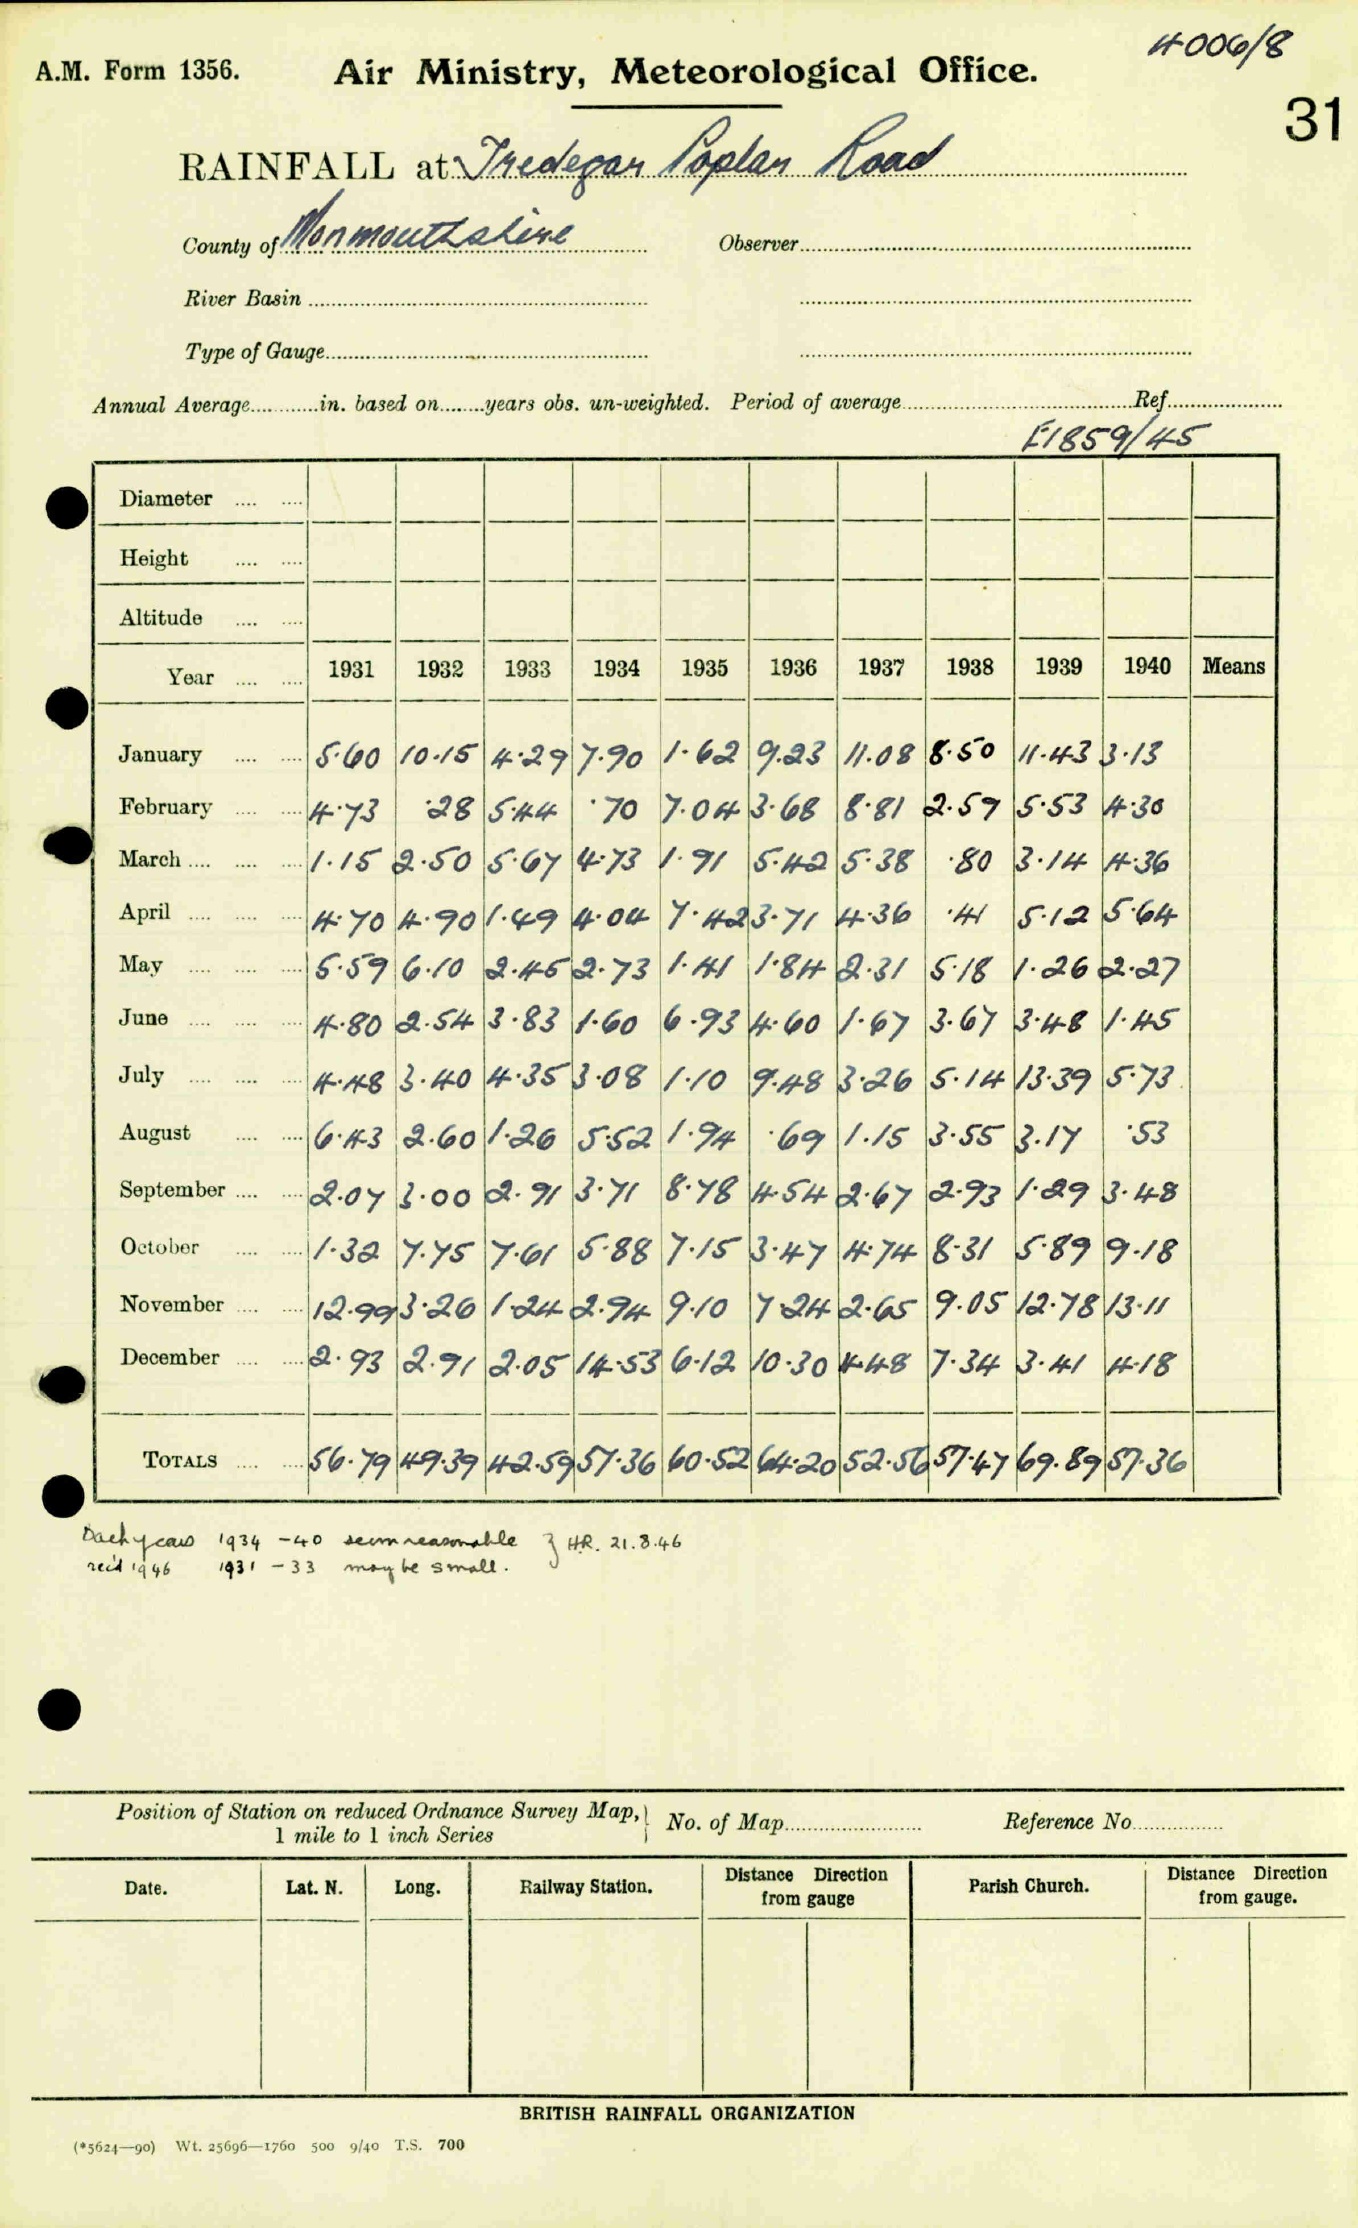 4006/8
A.M. Form 1356. Air Ministry, Meteorological Office.
31
RAINFALL at Tredegar Poplar Road
County of Monmouthshire Observer
River Basin
Type of Gauge
Annual Average in. based on years obs. un-weighted. Period of average Ref
E1859/45
Diameter
Height
Altitude
Year 1931 1932 1933 1934 1935 1936 1937 1938 1939 1940 Means
January 5.60 10.15 4.29 7.90 1.62 9.23 11.08 8.50 11.43 3.13
February 4.73 .28 5.44 .70 7.04 3.68 8.81 2.59 5.53 4.30
March 1.15 2.50 5.67 4.73 1.91 5.42 5.38 .80 3.14 4.36
April 4.70 4.90 1.49 4.04 7.42 3.71 4.36 .41 5.12 5.64
May 5.59 6.10 2.45 2.73 1.41 1.84 2.31 5.18 1.26 2.27
June 4.80 2.54 3.83 1.60 6.93 4.60 1.67 3.67 3.48 1.45
July 4.48 3.40 4.35 3.08 1.10 9.48 3.26 5.14 13.39 5.73
August 6.43 2.60 1.26 5.52 1.94 .69 1.15 3.55 3.17 .53
September 2.07 3.00 2.91 3.71 8.78 4.54 2.67 2.93 1.29 3.48
October 1.32 7.75 7.61 5.88 7.15 3.47 4.74 8.31 5.89 9.18
November 12.99 3.26 1.24 2.94 9.10 7.24 2.65 9.05 12.78 13.11
December 2.93 2.91 2.05 14.53 6.12 10.30 4.48 7.34 3.41 4.18
TOTALS 56.79 49.39 42.59 57.36 60.52 64.20 52.56 57.47 69.89 57.36
Back years 1934 - 40 seem reasonable } H.R. 21.8.46
rec'd 1946 1931 - 33 may be small.
Position of Station on reduced Ordnance Survey Map, } No. of Map Reference No
1 mile to 1 inch Series
Date. Lat. N. Long. Railway Station. Distance Direction from gauge Parish Church. Distance Direction from gauge.
BRITISH RAINFALL ORGANIZATION
(*5624—90) Wt. 25696—1760 500 9/40 T.S. 700